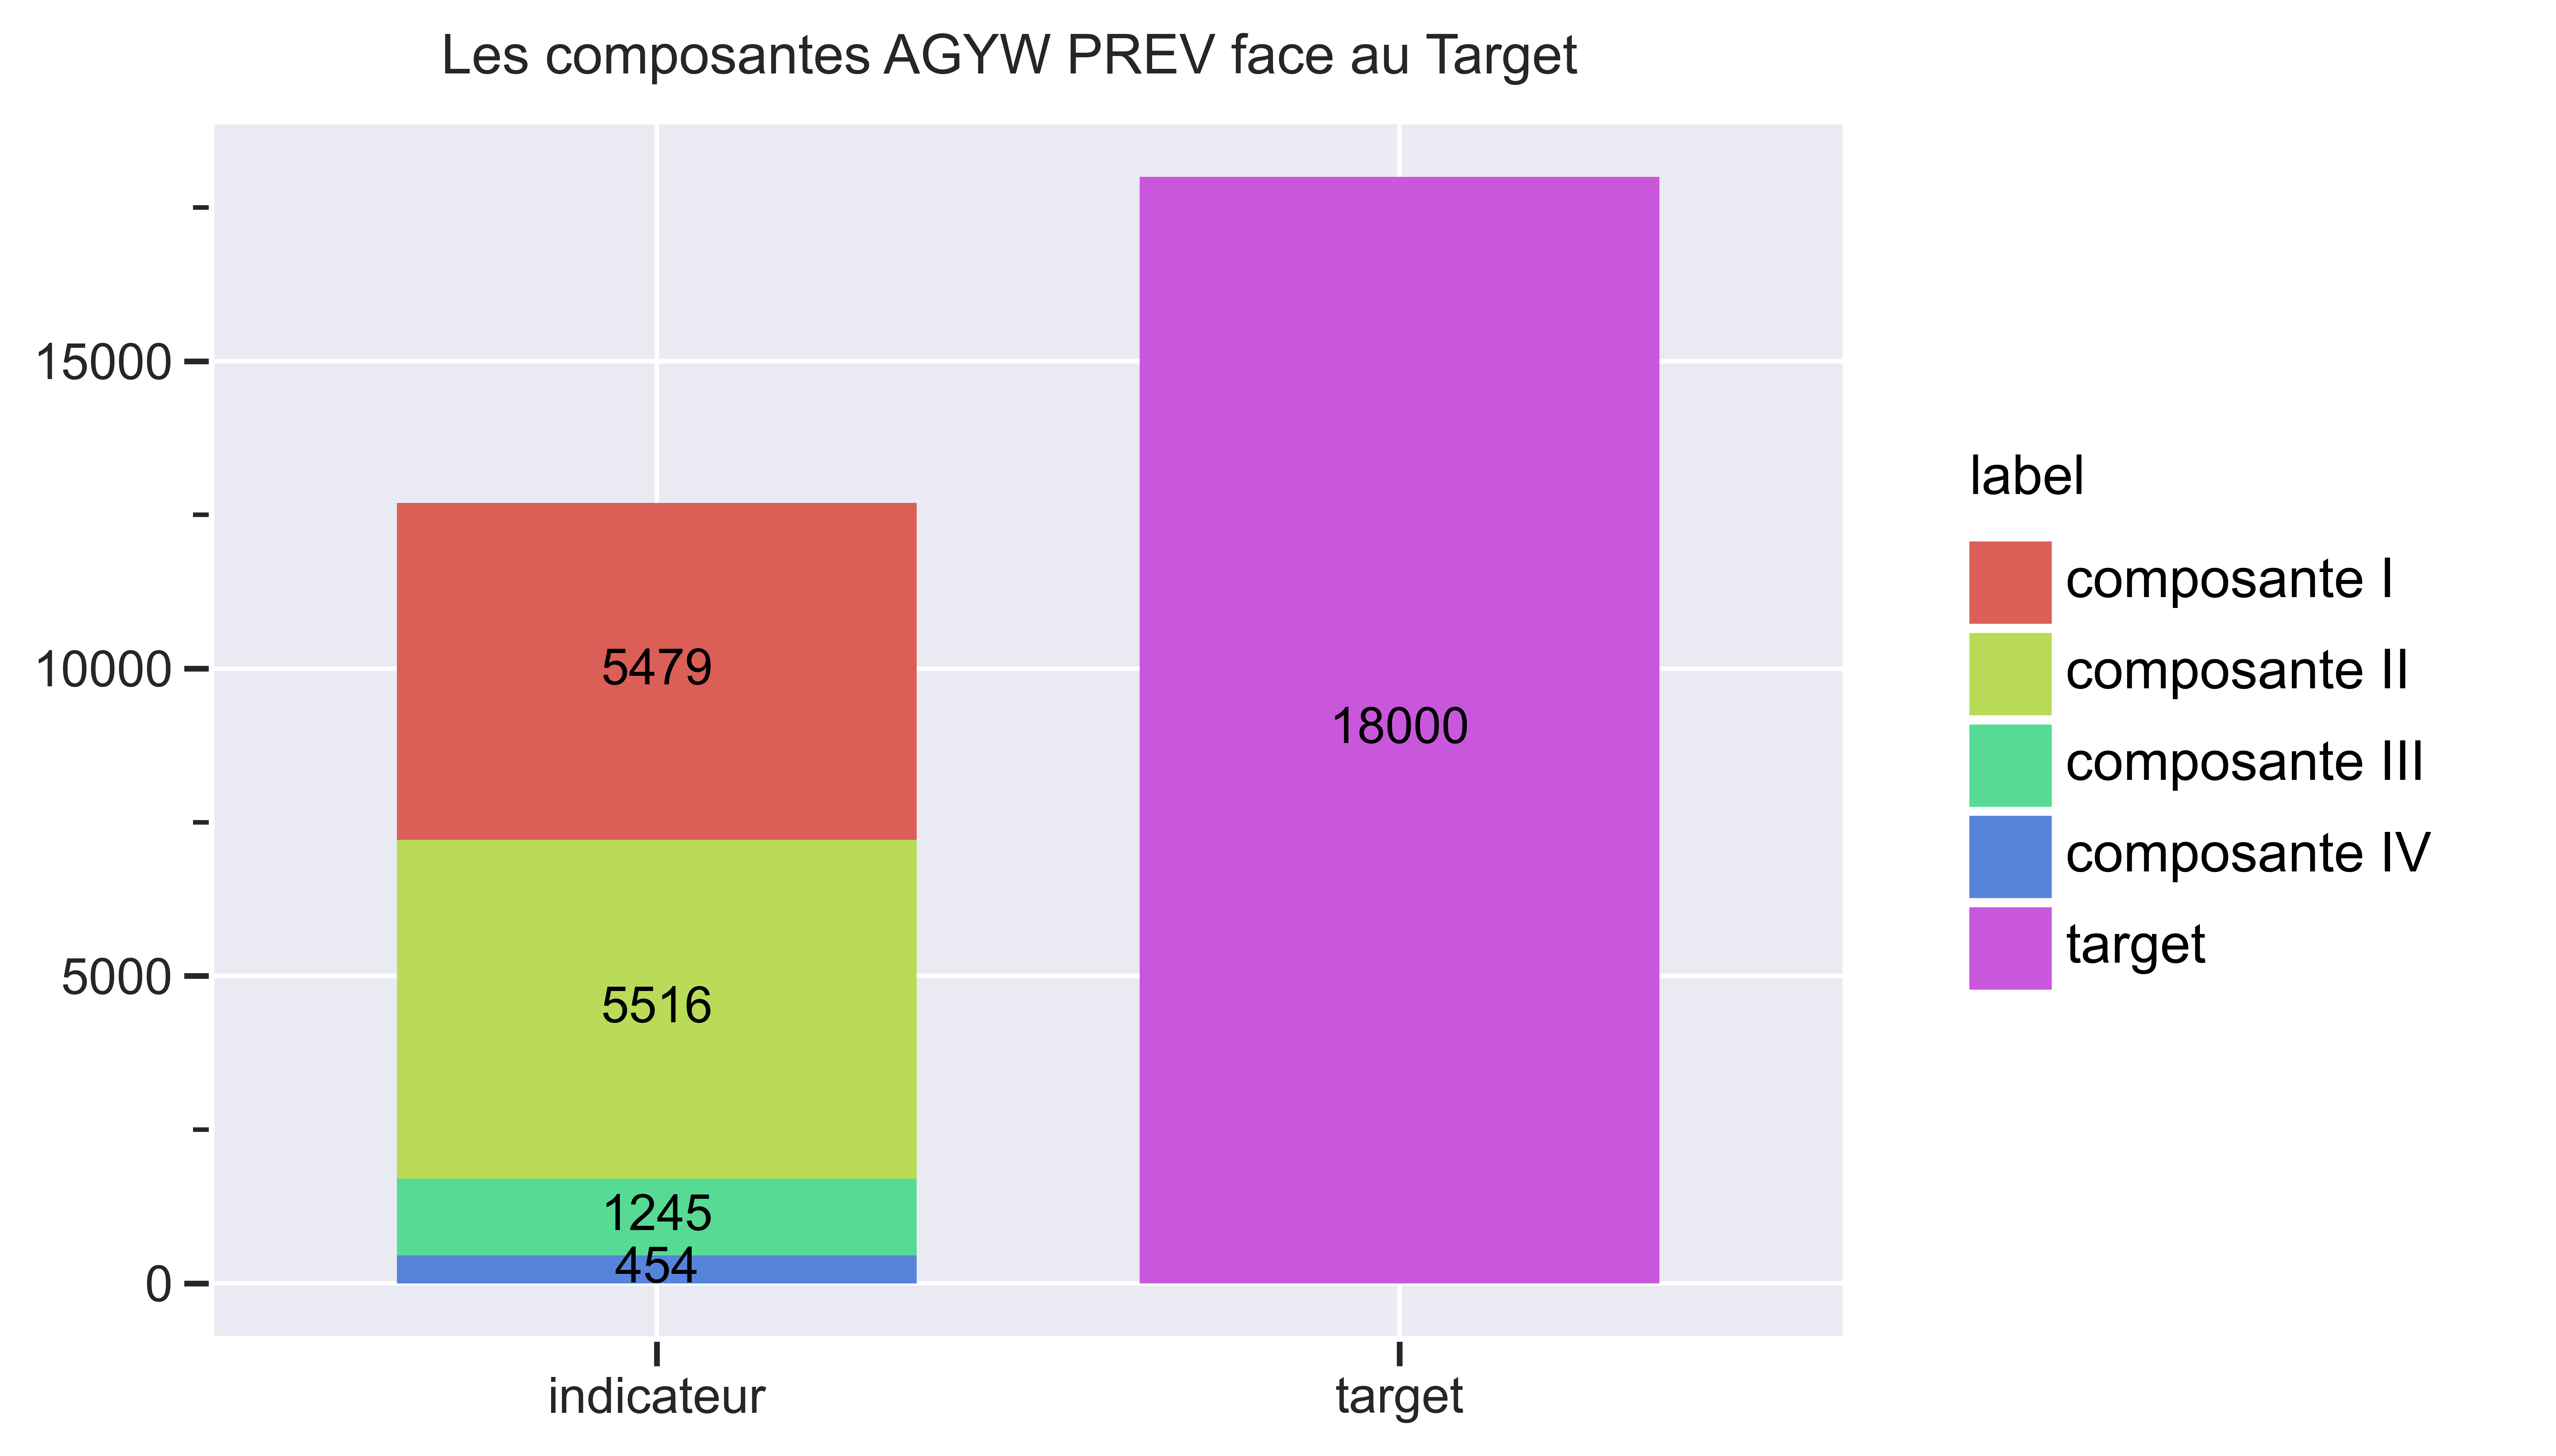 Les composantes AGYW PREV face au Target
15000
10000
5000
0
5479
5516
1245
454
18000
indicateur
target
label
composante I
composante II
composante III
composante IV
target